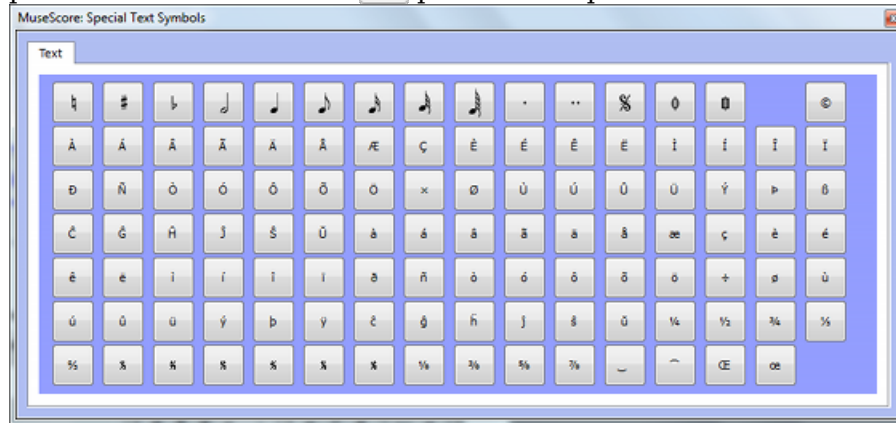 MuseScore: Special Text Symbols
Text
♮ ♯ ♭ 𝅗𝅥 ♩ ♪ 𝅘𝅥𝅯 𝅘𝅥𝅰 𝅘𝅥𝅱 · ·· 𝄋 ©
À Á Â Ã Ä Å Æ Ç È É Ê Ë Ì Í Î Ï
Ð Ñ Ò Ó Ô Õ Ö × Ø Ù Ú Û Ü Ý Þ ß
Ĉ Ĝ Ĥ Ĵ Ŝ Ŭ à á â ã ä å æ ç è é
ê ë ì í î ï ð ñ ò ó ô õ ö ÷ ø ù
ú û ü ý þ ÿ ĉ ĝ ĥ ĵ ŝ ŭ ¼ ½ ¾ ⅓
⅔ ⅛ ⅜ ⅝ ⅞ ‿ ⁀ Œ œ